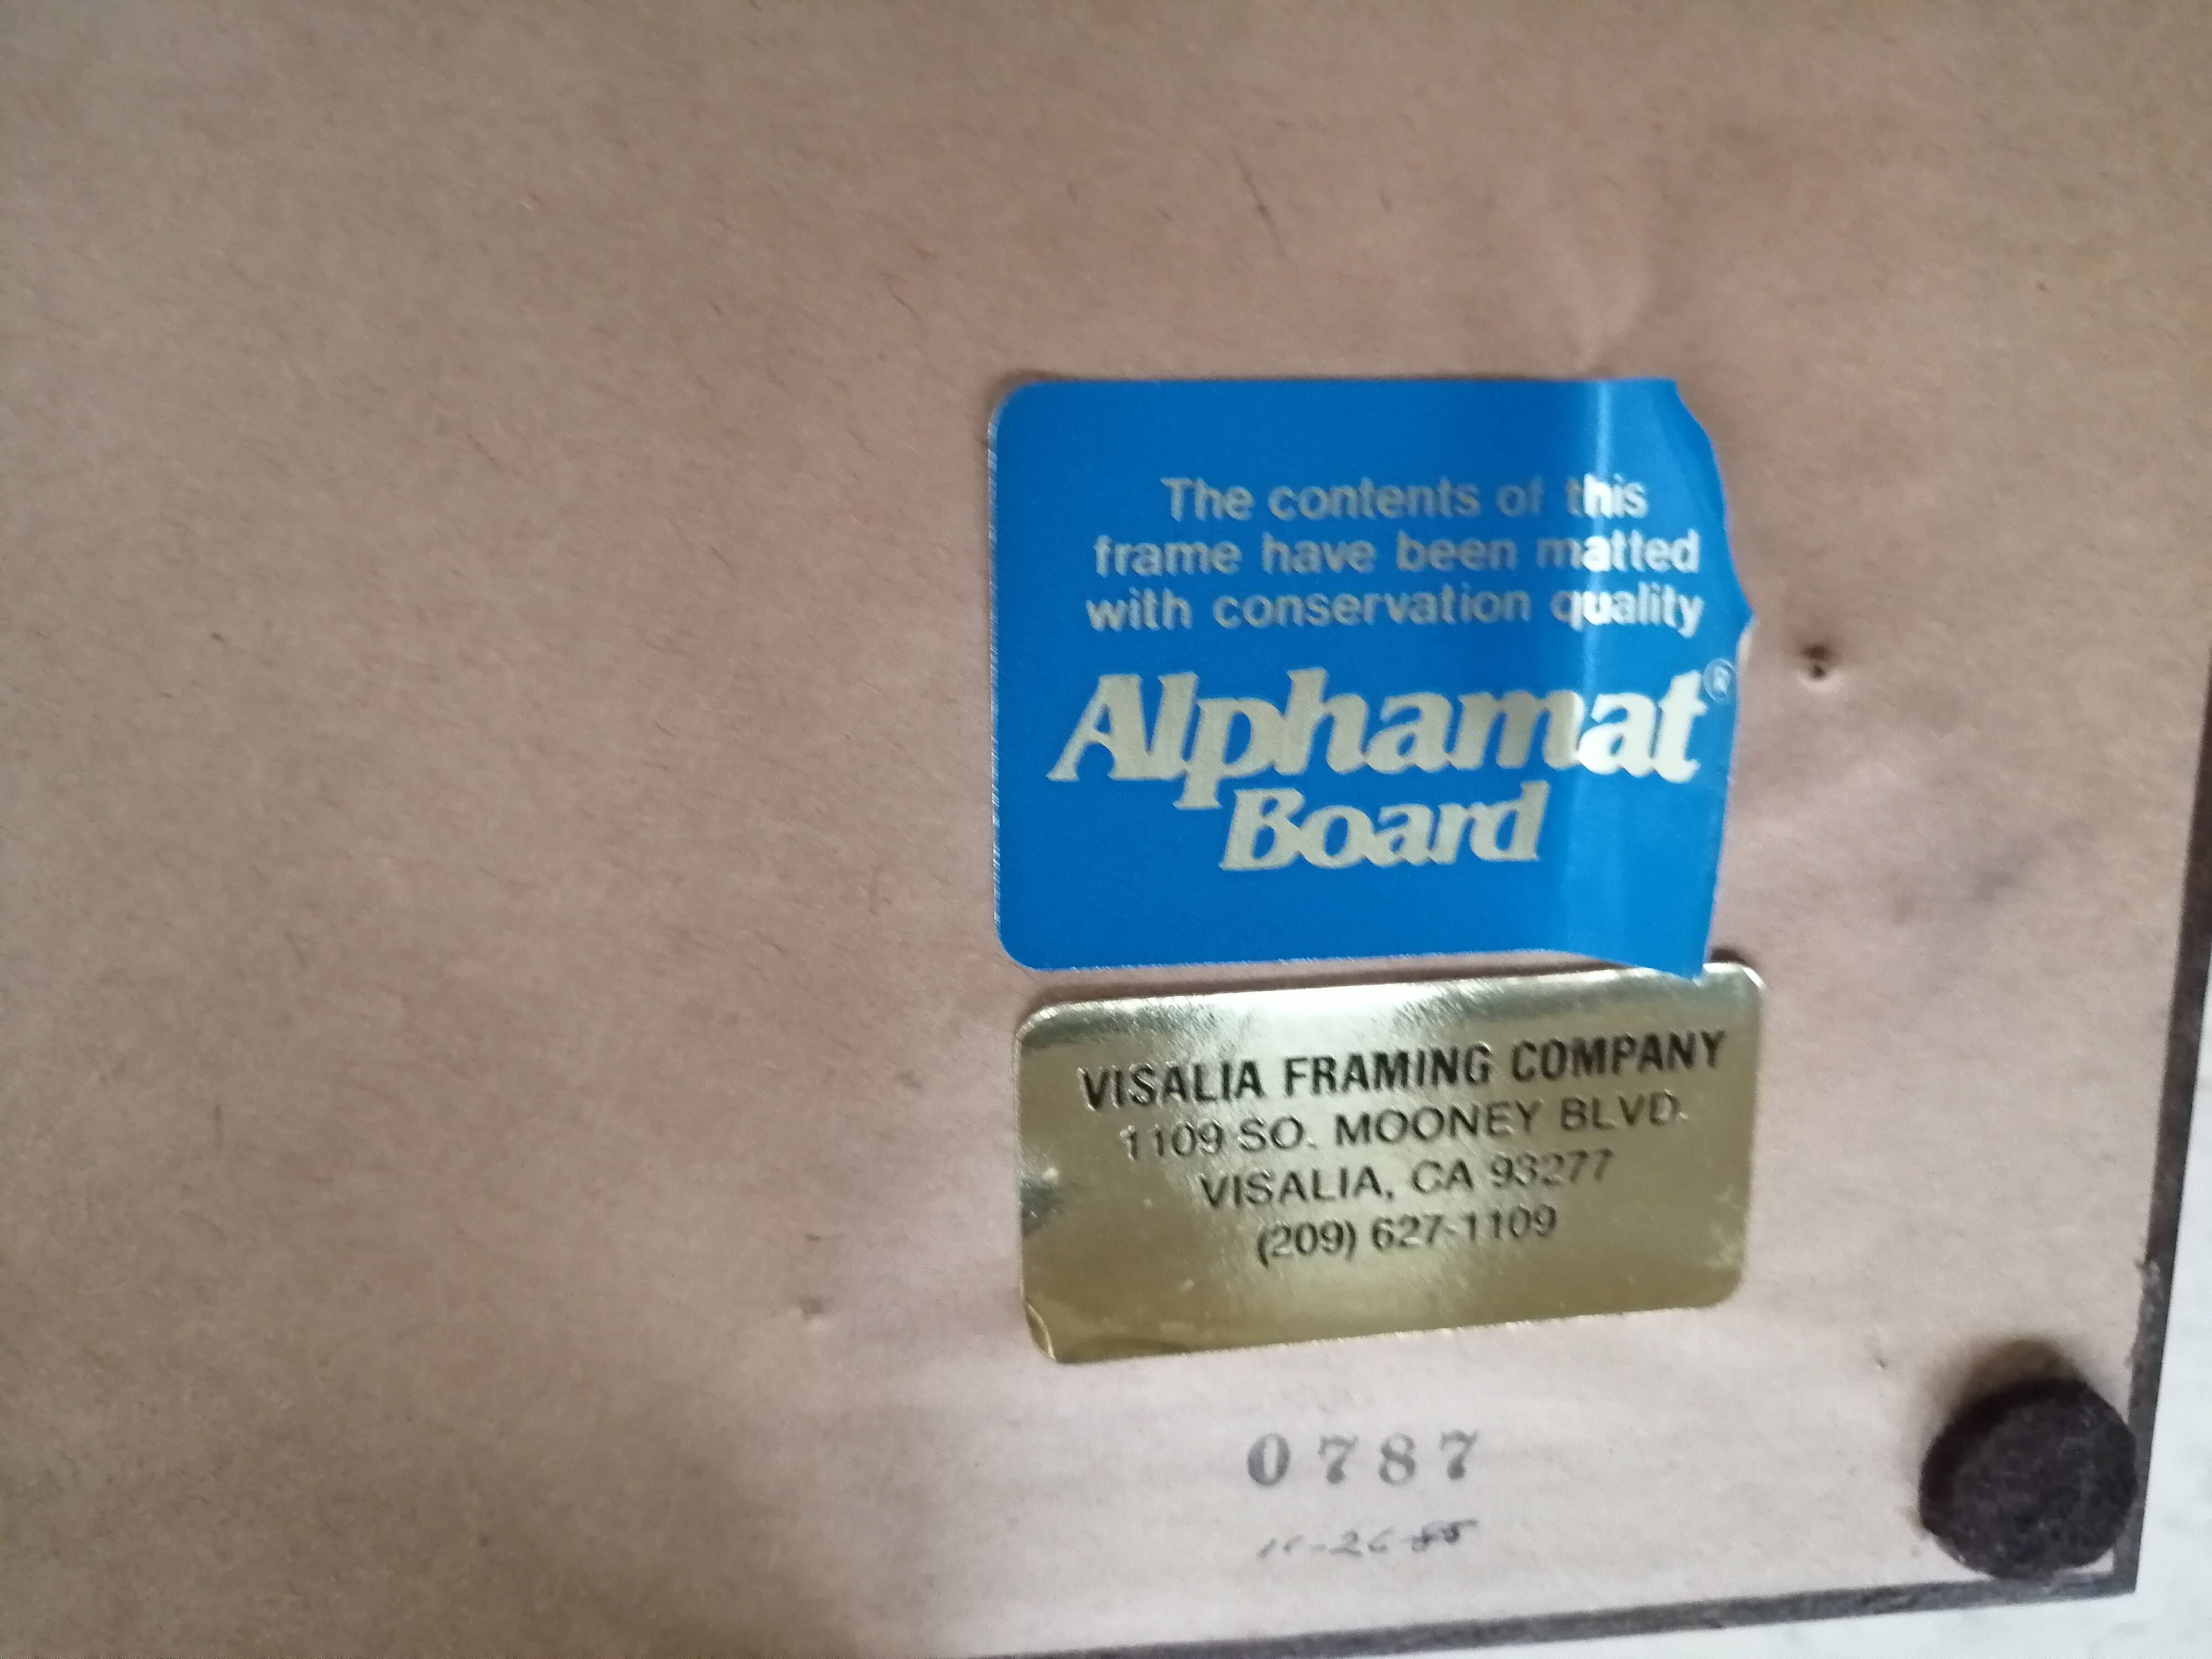 The contents of this
frame have been matted
with conservation quality
Alphamat®
Board
VISALIA FRAMING COMPANY
1109 SO. MOONEY BLVD.
VISALIA, CA 93277
(209) 627-1109
0787